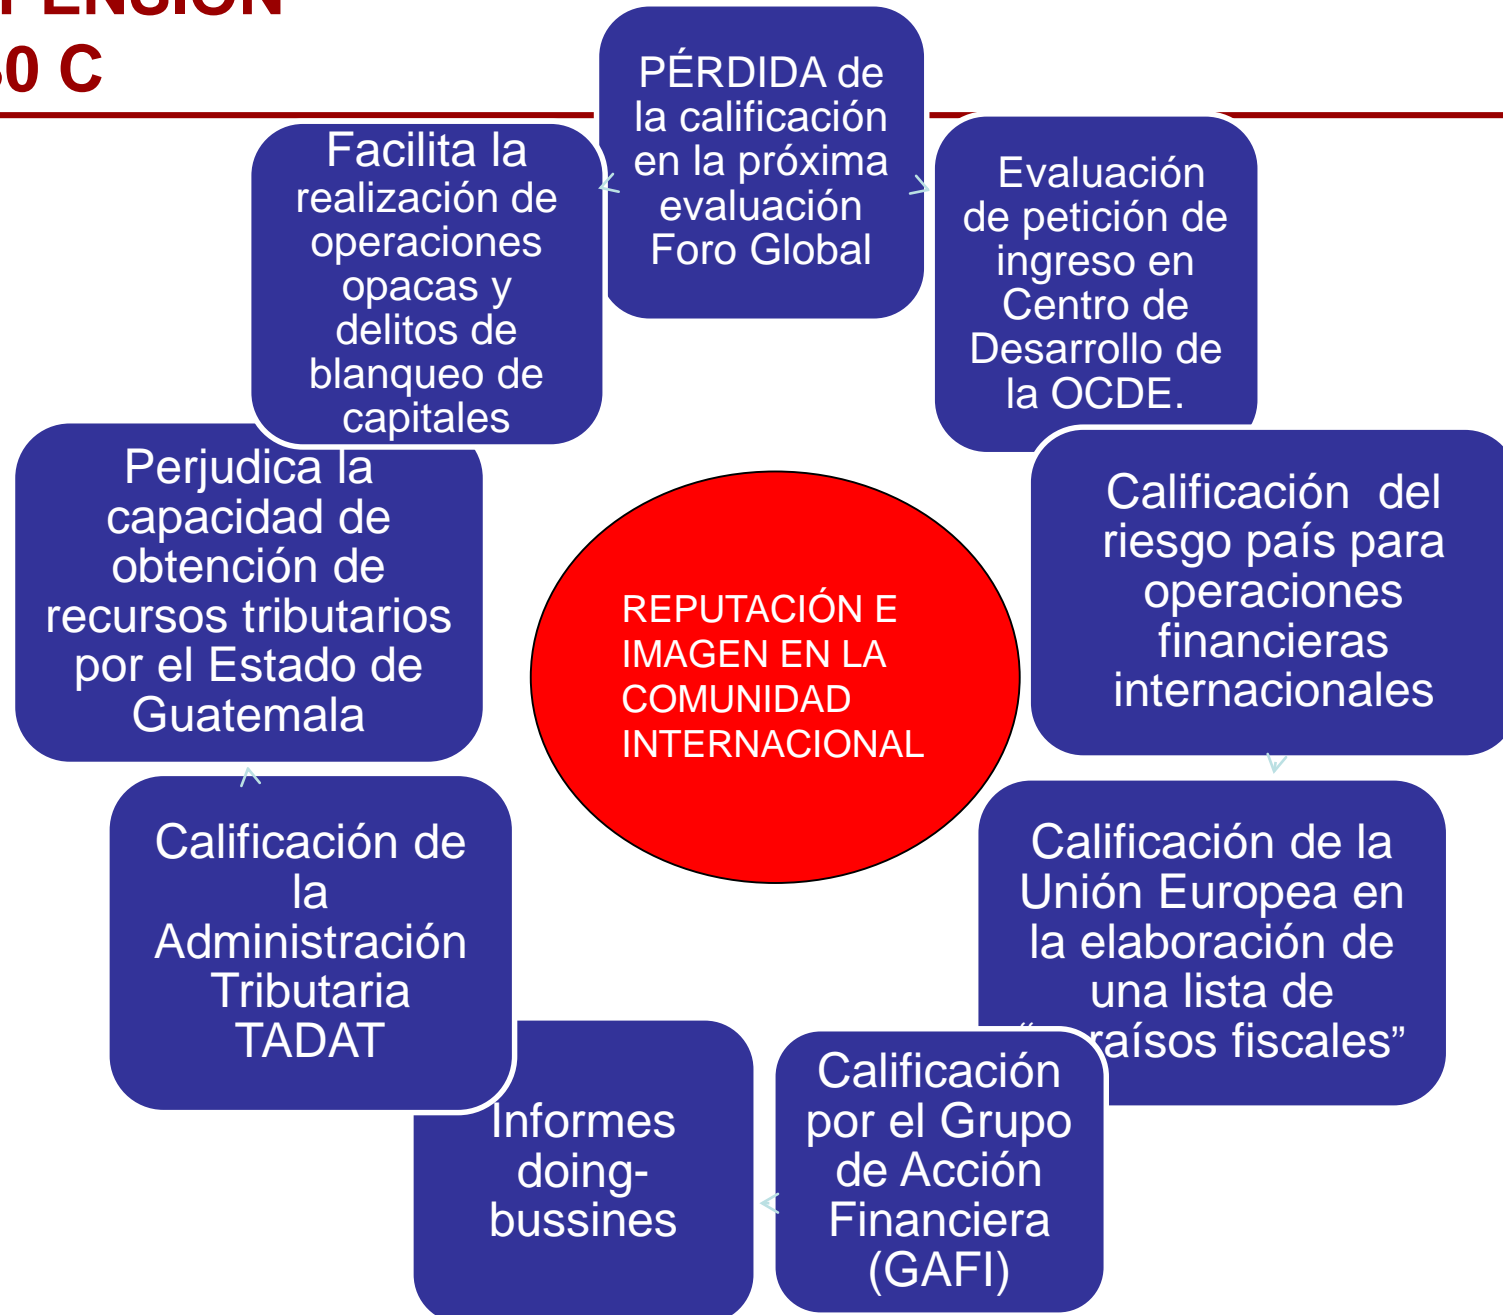 30 C
PÉRDIDA de
la calificación
en la próxima
evaluación
Foro Global
Evaluación
de petición de
ingreso en
Centro de
Desarrollo de
la OCDE.
Calificación del
riesgo país para
operaciones
financieras
internacionales
Calificación de la
Unión Europea en
la elaboración de
una lista de
fiscales”
Calificación
por el Grupo
de Acción
Financiera
(GAFI)
Informes
doing-
bussines
Calificación de
la
Administración
Tributaria
TADAT
Perjudica la
capacidad de
obtención de
recursos tributarios
por el Estado de
Guatemala
Facilita la
realización de
operaciones
opacas y
delitos de
blanqueo de
capitales
REPUTACIÓN E
IMAGEN EN LA
COMUNIDAD
INTERNACIONAL